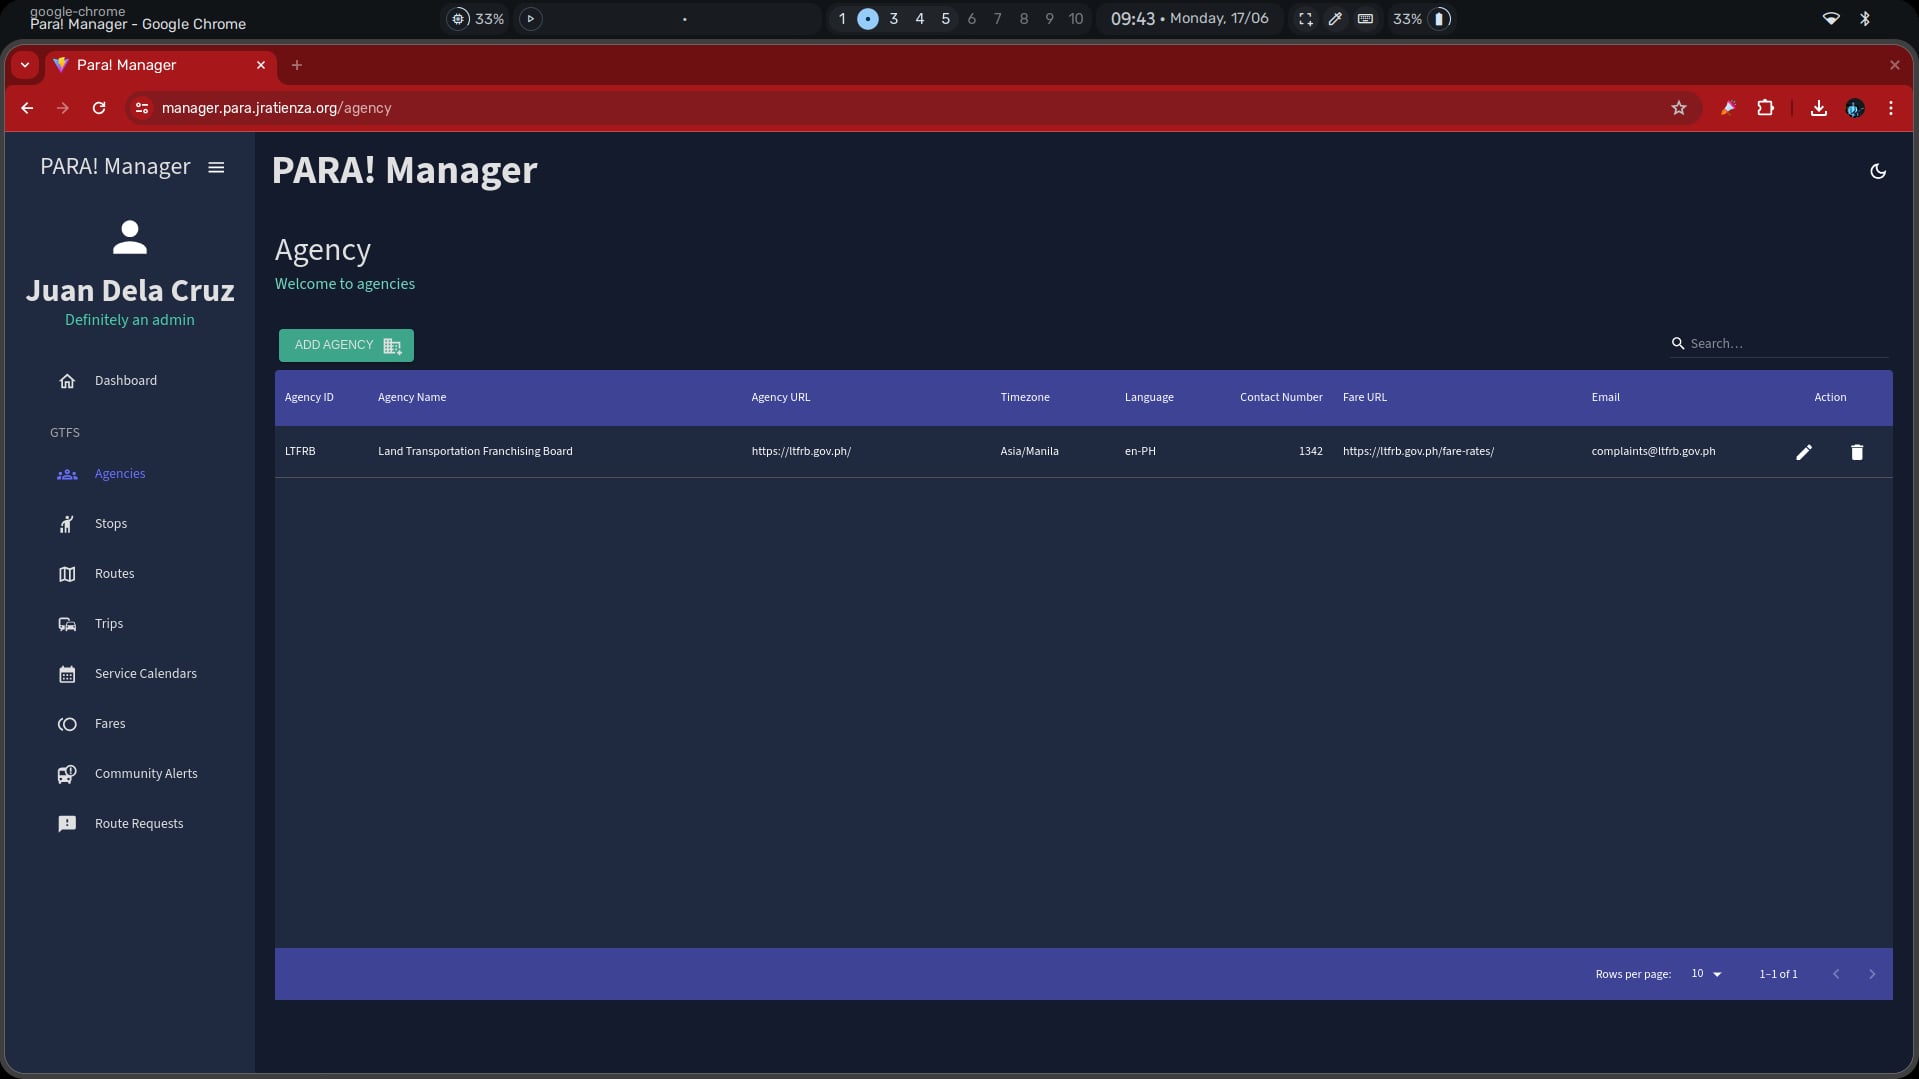 google-chrome
Para! Manager - Google Chrome
33%
1 3 4 5 6 7 8 9 10
09:43 • Monday, 17/06
33%
Para! Manager
manager.para.jratienza.org/agency
PARA! Manager
Juan Dela Cruz
Definitely an admin
Dashboard
GTFS
Agencies
Stops
Routes
Trips
Service Calendars
Fares
Community Alerts
Route Requests
PARA! Manager
Agency
Welcome to agencies
ADD AGENCY
Search…
Agency ID Agency Name Agency URL Timezone Language Contact Number Fare URL Email Action
LTFRB Land Transportation Franchising Board https://ltfrb.gov.ph/ Asia/Manila en-PH 1342 https://ltfrb.gov.ph/fare-rates/ complaints@ltfrb.gov.ph
Rows per page: 10 1–1 of 1